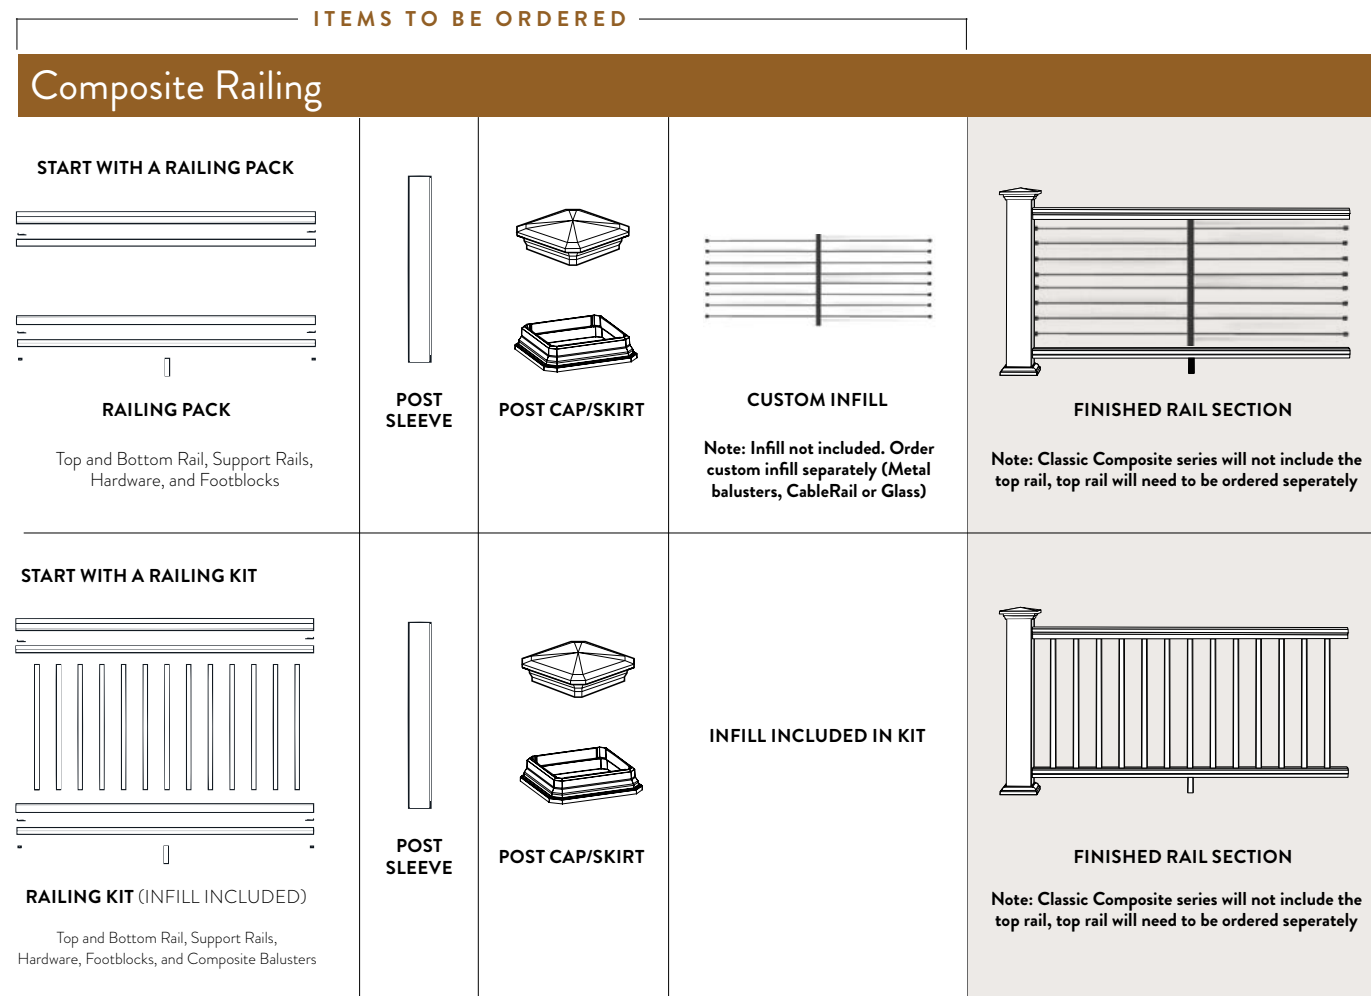 ITEMS TO BE ORDERED
Composite Railing
START WITH A RAILING PACK
RAILING PACK
Top and Bottom Rail, Support Rails,
Hardware, and Footblocks
POST
SLEEVE
POST CAP/SKIRT
CUSTOM INFILL
Note: Infill not included. Order
custom infill separately (Metal
balusters, CableRail or Glass)
FINISHED RAIL SECTION
Note: Classic Composite series will not include the
top rail, top rail will need to be ordered seperately
START WITH A RAILING KIT
RAILING KIT (INFILL INCLUDED)
Top and Bottom Rail, Support Rails,
Hardware, Footblocks, and Composite Balusters
POST
SLEEVE
POST CAP/SKIRT
INFILL INCLUDED IN KIT
FINISHED RAIL SECTION
Note: Classic Composite series will not include the
top rail, top rail will need to be ordered seperately